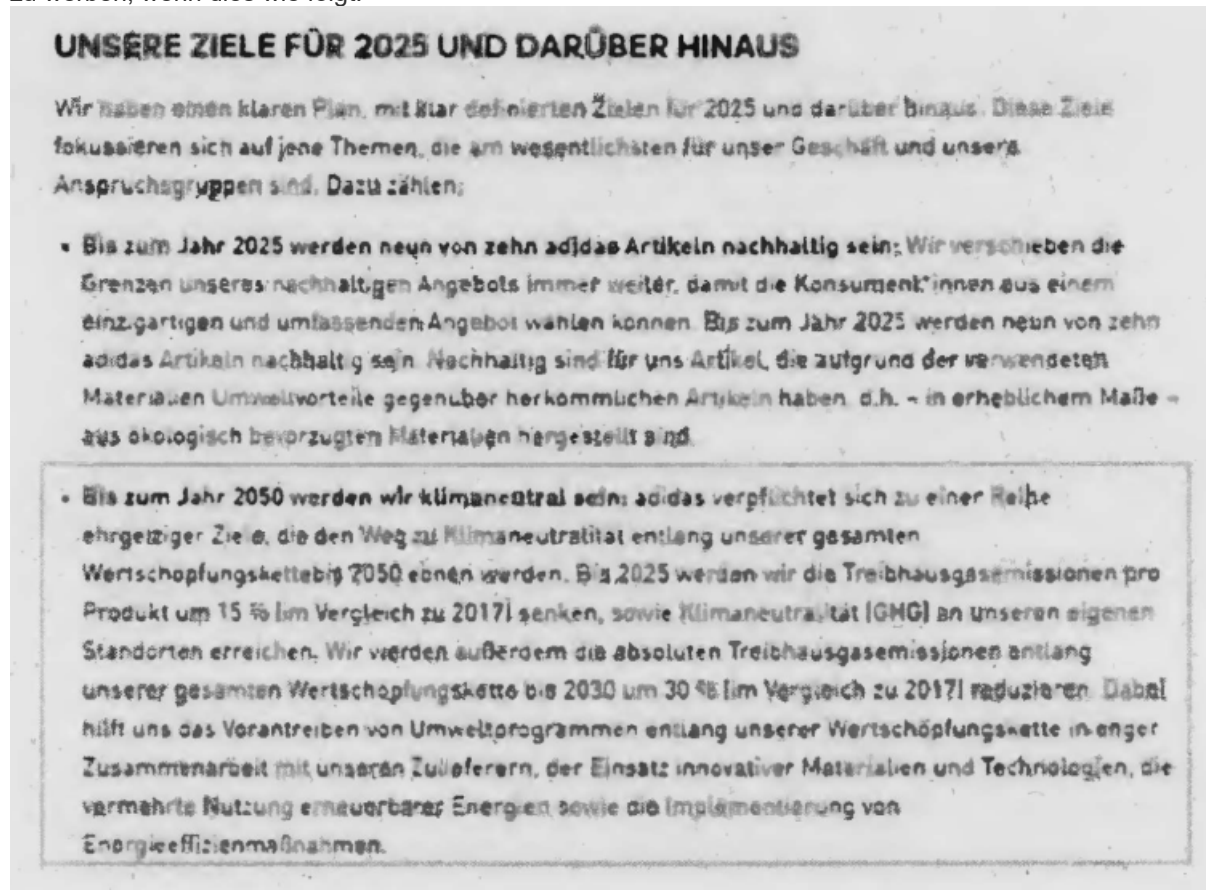 UNSERE ZIELE FÜR 2025 UND DARÜBER HINAUS
Wir haben einen klaren Plan, mit klar definierten Zielen für 2025 und darüber hinaus. Diese Ziele
fokussieren sich auf jene Themen, die am wesentlichsten für unser Geschäft und unsere
Anspruchsgruppen sind. Dazu zählen:
• Bis zum Jahr 2025 werden neun von zehn adidas Artikeln nachhaltig sein: Wir verschieben die
Grenzen unseres nachhaltigen Angebots immer weiter, damit die Konsument*innen aus einem
einzigartigen und umfassenden Angebot wählen können. Bis zum Jahr 2025 werden neun von zehn
adidas Artikeln nachhaltig sein. Nachhaltig sind für uns Artikel, die aufgrund der verwendeten
Materialien Umweltvorteile gegenüber herkömmlichen Artikeln haben, d.h. – in erheblichem Maße –
aus ökologisch bevorzugten Materialien hergestellt sind.
• Bis zum Jahr 2050 werden wir klimaneutral sein: adidas verpflichtet sich zu einer Reihe
ehrgeiziger Ziele, die den Weg zu Klimaneutralität entlang unserer gesamten
Wertschöpfungskettebis 2050 ebnen werden. Bis 2025 werden wir die Treibhausgasemissionen pro
Produkt um 15 % [im Vergleich zu 2017] senken, sowie Klimaneutralität [GHG] an unseren eigenen
Standorten erreichen. Wir werden außerdem die absoluten Treibhausgasemissionen entlang
unserer gesamten Wertschöpfungskette bis 2030 um 30 % [im Vergleich zu 2017] reduzieren. Dabei
hilft uns das Vorantreiben von Umweltprogrammen entlang unserer Wertschöpfungskette in enger
Zusammenarbeit mit unseren Zulieferern, der Einsatz innovativer Materialien und Technologien, die
vermehrte Nutzung erneuerbarer Energien sowie die Implementierung von
Energieeffizienmaßnahmen.